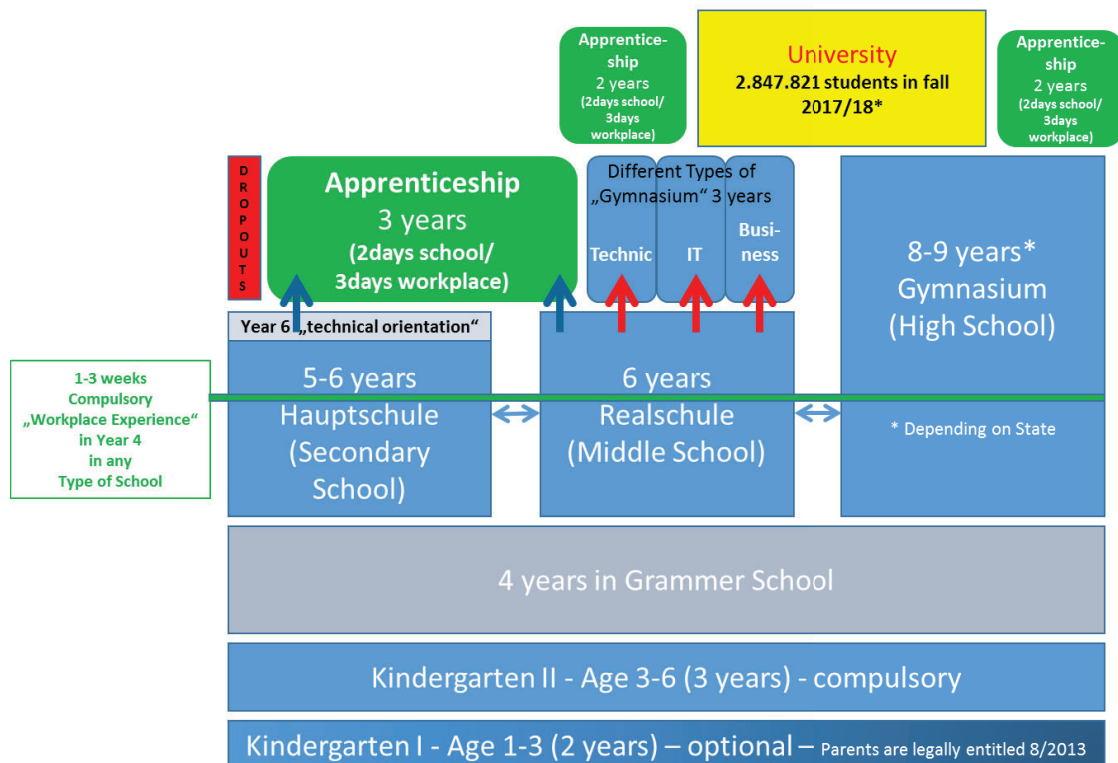 Apprentice-
ship
2 years
(2days school/
3days
workplace)
University
2.847.821 students in fall
2017/18*
Apprentice-
ship
2 years
(2days school/
3days
workplace)
DROPOUTS
Apprenticeship
3 years
(2days school/
3days workplace)
Different Types of
„Gymnasium“ 3 years
Technic
IT
Busi-
ness
8-9 years*
Gymnasium
(High School)
* Depending on State
Year 6 „technical orientation“
5-6 years
Hauptschule
(Secondary
School)
6 years
Realschule
(Middle School)
1-3 weeks
Compulsory
„Workplace Experience“
in Year 4
in any
Type of School
4 years in Grammer School
Kindergarten II - Age 3-6 (3 years) - compulsory
Kindergarten I - Age 1-3 (2 years) – optional – Parents are legally entitled 8/2013